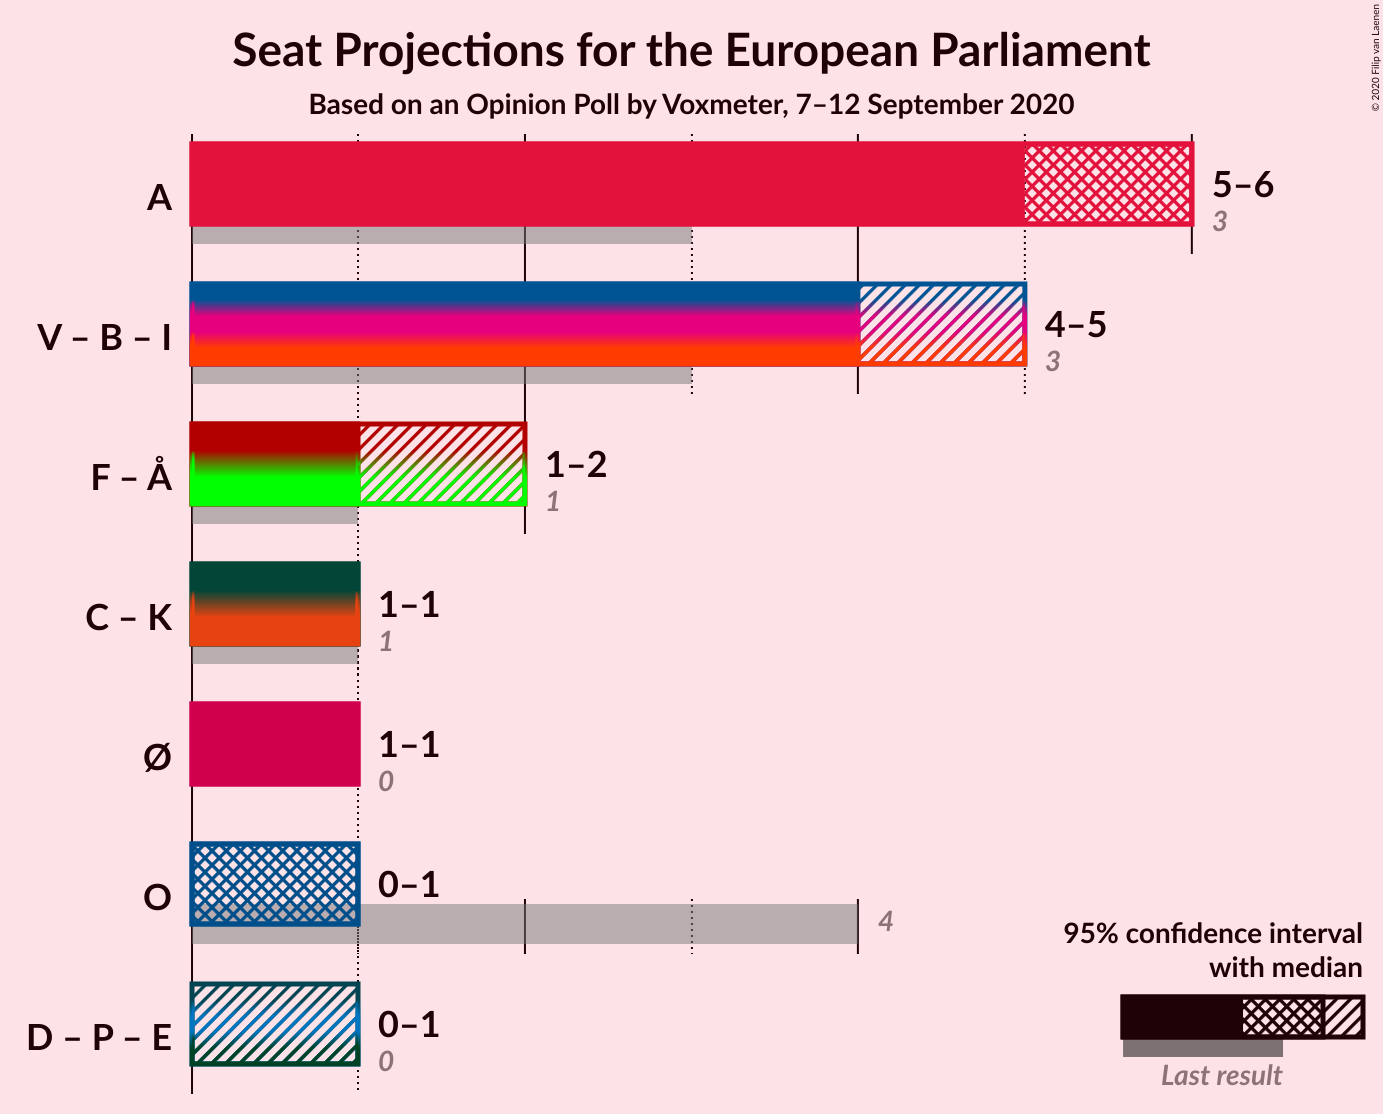 Seat Projections for the European Parliament
Based on an Opinion Poll by Voxmeter, 7–12 September 2020
© 2020 Filip van Laenen
A
5–6
3
V – B – I
4–5
3
F – Å
1–2
1
C – K
1–1
1
Ø
1–1
0
O
0–1
4
D – P – E
0–1
0
95% confidence interval
with median
Last result